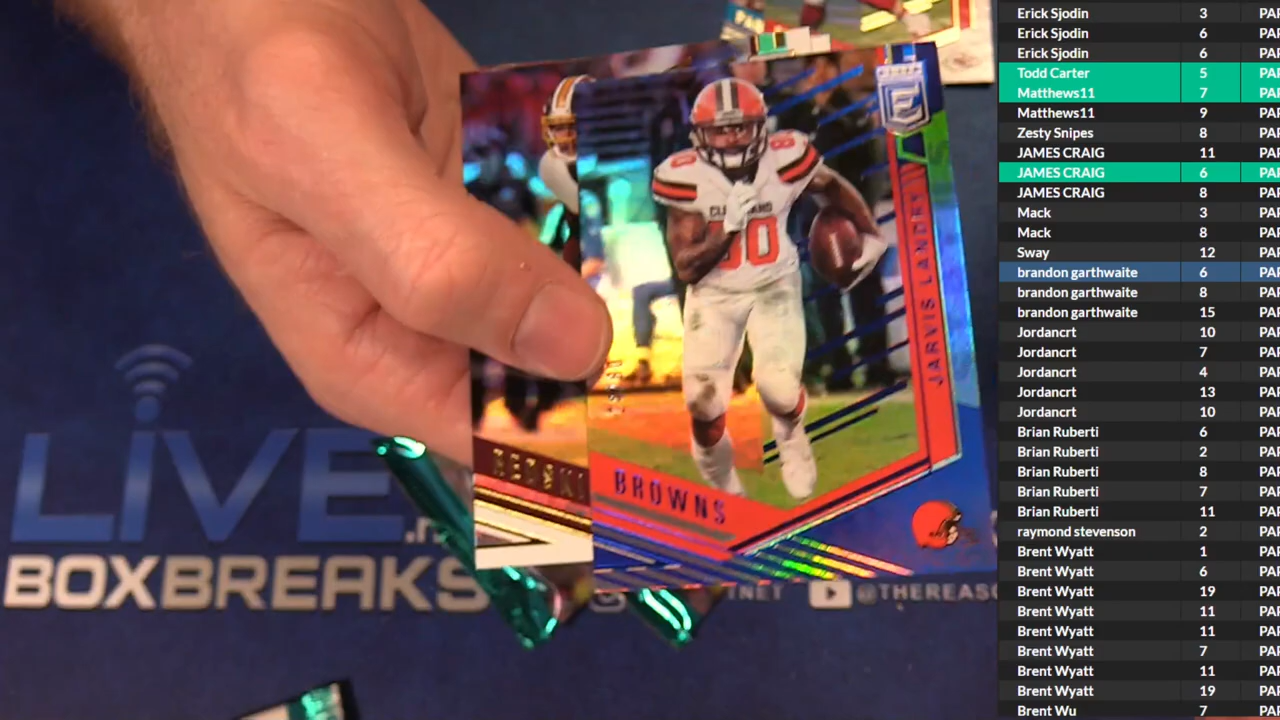 E
80
CLEVELAND
80
JARVIS LANDRY
BROWNS
LIVE
BOXBREAKS
@THEREAS
Erick Sjodin 3 PAR
Erick Sjodin 6 PAR
Erick Sjodin 6 PAR
Todd Carter 5 PAR
Matthews11 7 PAR
Matthews11 9 PAR
Zesty Snipes 8 PAR
JAMES CRAIG 11 PAR
JAMES CRAIG 6 PAR
JAMES CRAIG 8 PAR
Mack 3 PAR
Mack 8 PAR
Sway 12 PAR
brandon garthwaite 6 PAR
brandon garthwaite 8 PAR
brandon garthwaite 15 PAR
Jordancrt 10 PAR
Jordancrt 7 PAR
Jordancrt 4 PAR
Jordancrt 13 PAR
Jordancrt 10 PAR
Brian Ruberti 6 PAR
Brian Ruberti 2 PAR
Brian Ruberti 8 PAR
Brian Ruberti 7 PAR
Brian Ruberti 11 PAR
raymond stevenson 2 PAR
Brent Wyatt 1 PAR
Brent Wyatt 6 PAR
Brent Wyatt 19 PAR
Brent Wyatt 11 PAR
Brent Wyatt 11 PAR
Brent Wyatt 7 PAR
Brent Wyatt 11 PAR
Brent Wyatt 19 PAR
Brent Wu 7 PAR